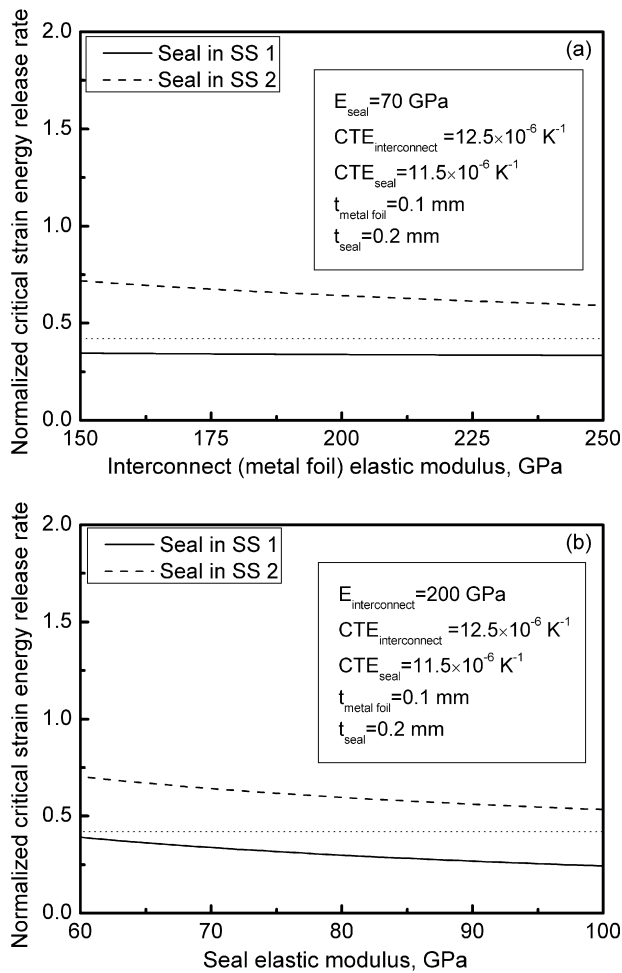 Normalized critical strain energy release rate
2.0
1.5
1.0
0.5
0.0
Seal in SS 1
Seal in SS 2
(a)
E_seal=70 GPa
CTE_interconnect =12.5×10^-6 K^-1
CTE_seal=11.5×10^-6 K^-1
t_metal foil=0.1 mm
t_seal=0.2 mm
150 175 200 225 250
Interconnect (metal foil) elastic modulus, GPa
Normalized critical strain energy release rate
2.0
1.5
1.0
0.5
0.0
Seal in SS 1
Seal in SS 2
(b)
E_interconnect=200 GPa
CTE_interconnect =12.5×10^-6 K^-1
CTE_seal=11.5×10^-6 K^-1
t_metal foil=0.1 mm
t_seal=0.2 mm
60 70 80 90 100
Seal elastic modulus, GPa